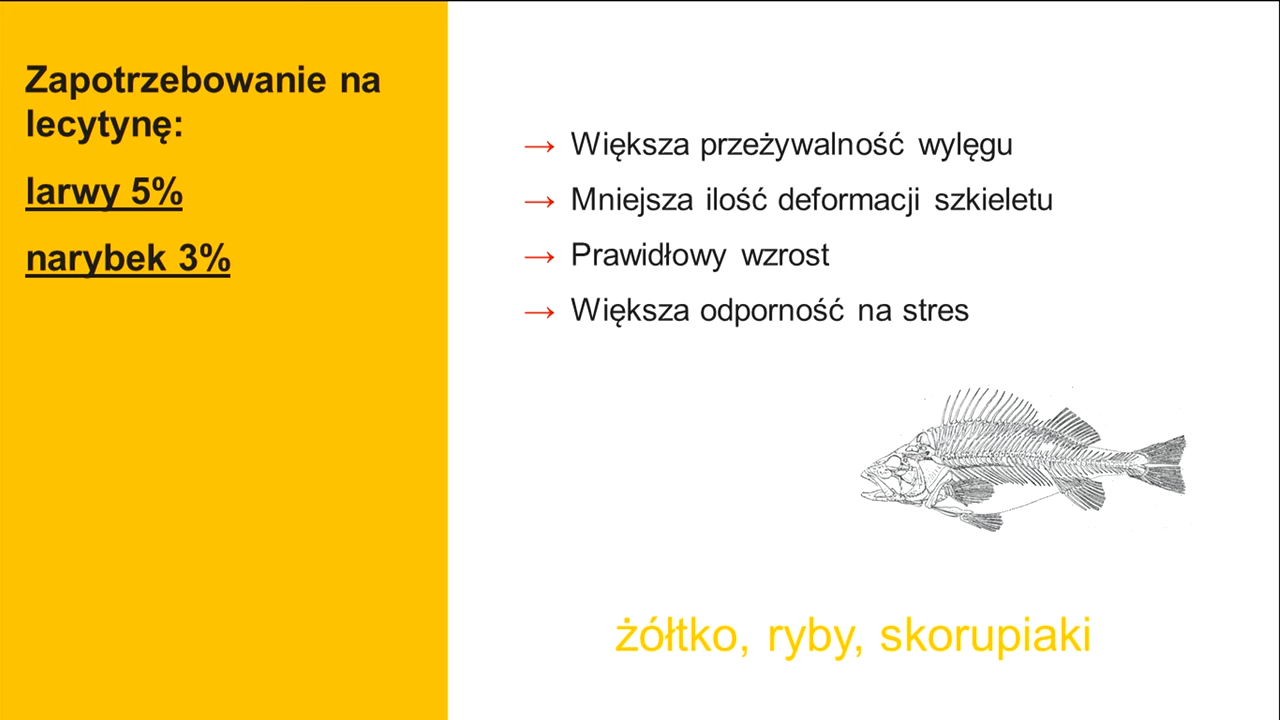 Zapotrzebowanie na
lecytynę:
larwy 5%
narybek 3%
→ Większa przeżywalność wylęgu
→ Mniejsza ilość deformacji szkieletu
→ Prawidłowy wzrost
→ Większa odporność na stres
żółtko, ryby, skorupiaki